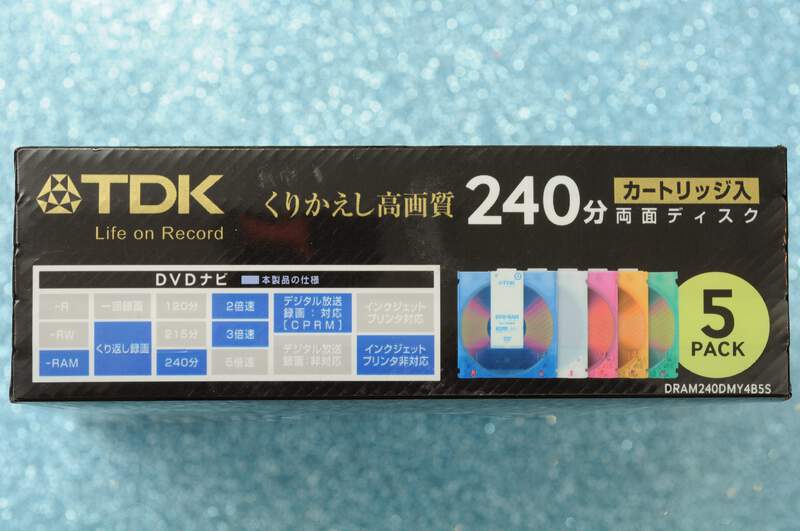 TDK
Life on Record
くりかえし高画質
240分
カートリッジ入
両面ディスク
DVDナビ 本製品の仕様
-R
一回録画
120分
2倍速
デジタル放送
録画：対応
[CPRM]
インクジェット
プリンタ対応
-RW
くり返し録画
215分
3倍速
-RAM
240分
5倍速
デジタル放送
録画：非対応
インクジェット
プリンタ非対応
TDK
DVD-RAM
5
PACK
DRAM240DMY4B5S